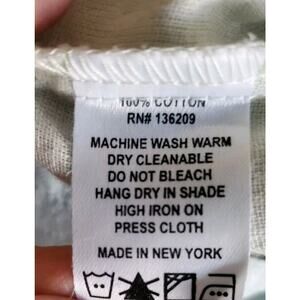 100% COTTON
RN# 136209
MACHINE WASH WARM
DRY CLEANABLE
DO NOT BLEACH
HANG DRY IN SHADE
HIGH IRON ON
PRESS CLOTH
MADE IN NEW YORK